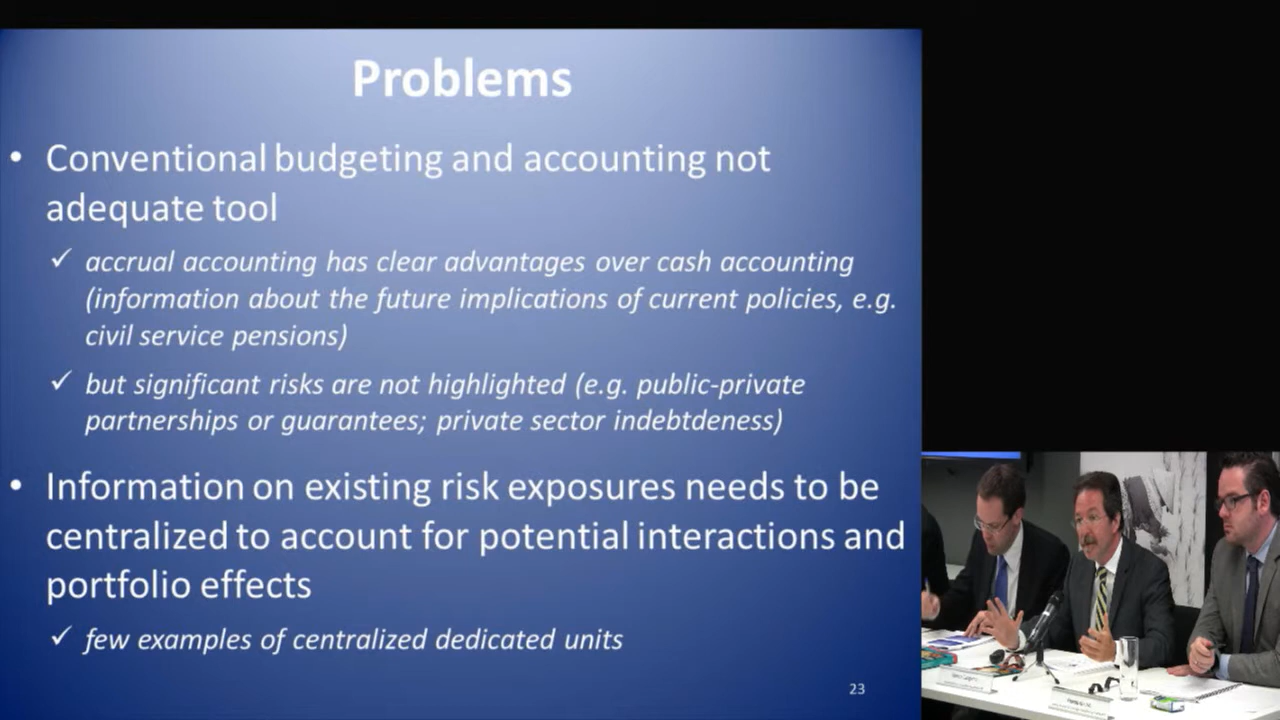 Problems
• Conventional budgeting and accounting not
adequate tool
✓ accrual accounting has clear advantages over cash accounting
(information about the future implications of current policies, e.g.
civil service pensions)
✓ but significant risks are not highlighted (e.g. public-private
partnerships or guarantees; private sector indebtdeness)
• Information on existing risk exposures needs to be
centralized to account for potential interactions and
portfolio effects
✓ few examples of centralized dedicated units
23